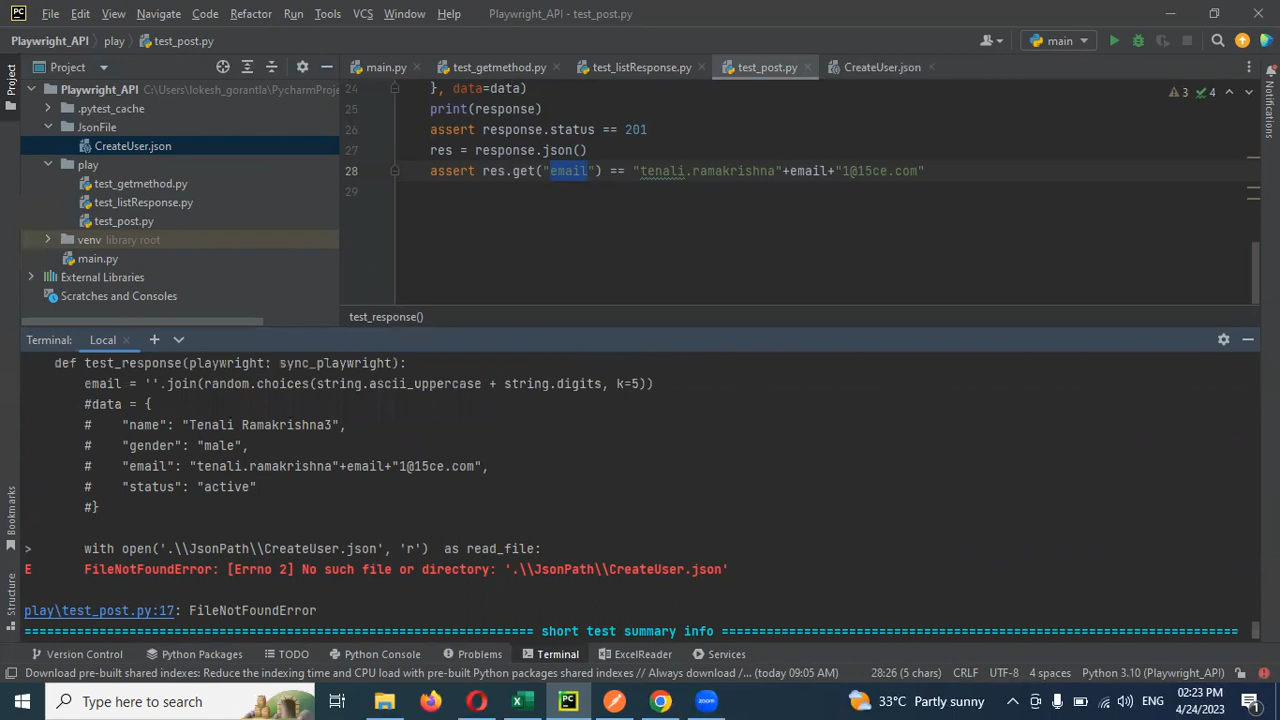 File Edit View Navigate Code Refactor Run Tools VCS Window Help Playwright_API - test_post.py
Playwright_API play test_post.py main
Project main.py test_getmethod.py test_listResponse.py test_post.py CreateUser.json
Playwright_API C:\Users\lokesh_gorantla\PycharmProje
.pytest_cache
JsonFile
CreateUser.json
play
test_getmethod.py
test_listResponse.py
test_post.py
venv library root
main.py
External Libraries
Scratches and Consoles
24 }, data=data) 3 4
25 print(response)
26 assert response.status == 201
27 res = response.json()
28 assert res.get("email") == "tenali.ramakrishna"+email+"1@15ce.com"
29
test_response()
Project
Bookmarks
Structure
Notifications
Terminal: Local
def test_response(playwright: sync_playwright):
email = ''.join(random.choices(string.ascii_uppercase + string.digits, k=5))
#data = {
# "name": "Tenali Ramakrishna3",
# "gender": "male",
# "email": "tenali.ramakrishna"+email+"1@15ce.com",
# "status": "active"
#}
> with open('.\\JsonPath\\CreateUser.json', 'r') as read_file:
E FileNotFoundError: [Errno 2] No such file or directory: '.\\JsonPath\\CreateUser.json'
play\test_post.py:17: FileNotFoundError
short test summary info
Version Control Python Packages TODO Python Console Problems Terminal ExcelReader Services
Download pre-built shared indexes: Reduce the indexing time and CPU load with pre-built Python packages shared indexes // Always download /... (today 09:05 AM) 28:26 (5 chars) CRLF UTF-8 4 spaces Python 3.10 (Playwright_API)
Type here to search 33°C Partly sunny ENG 02:23 PM
4/24/2023